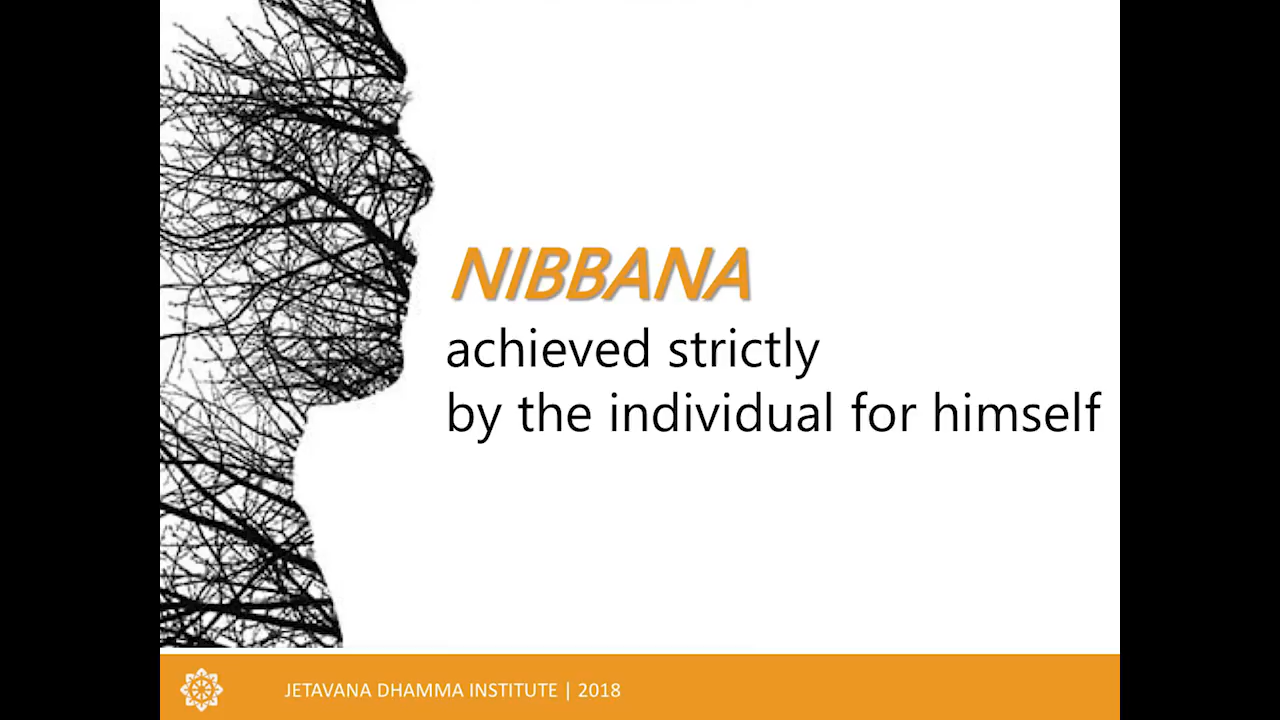 NIBBANA
achieved strictly
by the individual for himself
JETAVANA DHAMMA INSTITUTE | 2018